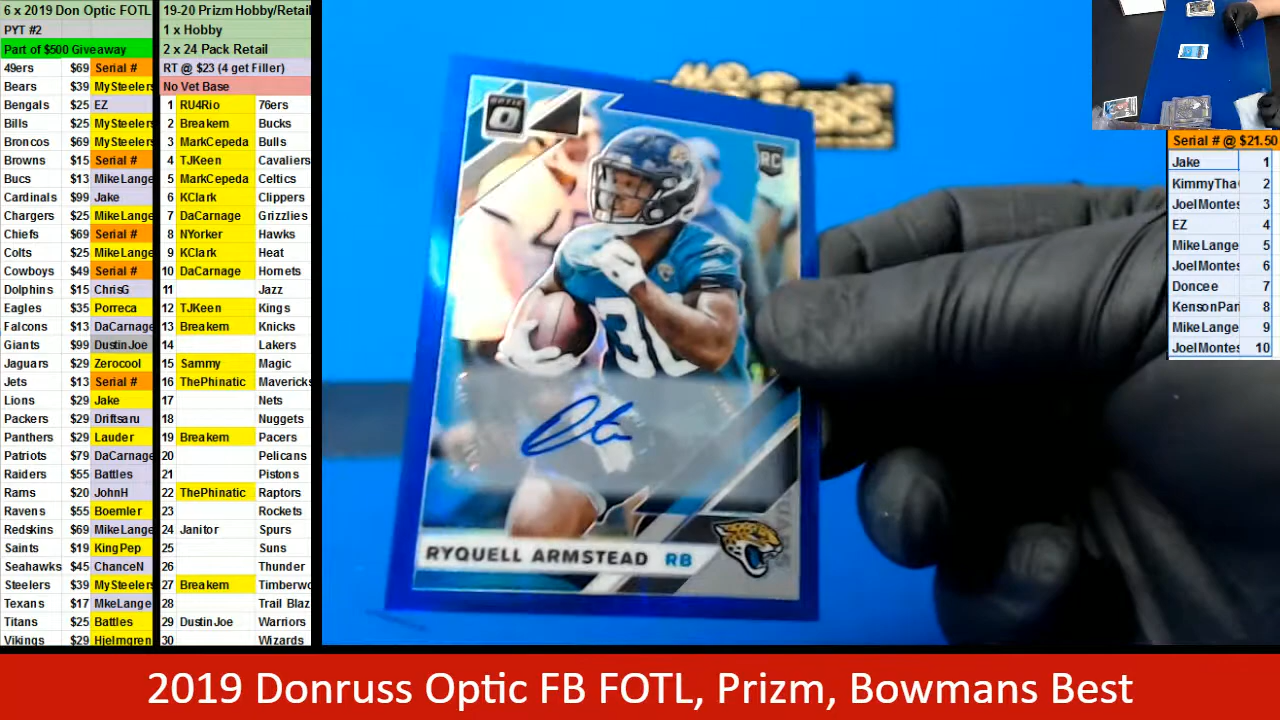 6 x 2019 Don Optic FOTL
PYT #2
Part of $500 Giveaway
49ers $69 Serial #
Bears $39 MySteelers
Bengals $25 EZ
Bills $25 MySteelers
Broncos $69 MySteelers
Browns $15 Serial #
Bucs $13 MikeLange
Cardinals $99 Jake
Chargers $25 MikeLange
Chiefs $69 Serial #
Colts $25 MikeLange
Cowboys $49 Serial #
Dolphins $15 ChrisG
Eagles $35 Porreca
Falcons $13 DaCarnage
Giants $99 DustinJoe
Jaguars $29 Zerocool
Jets $13 Serial #
Lions $29 Jake
Packers $29 Driftsaru
Panthers $29 Lauder
Patriots $79 DaCarnage
Raiders $55 Battles
Rams $20 JohnH
Ravens $55 Boemler
Redskins $69 MikeLange
Saints $19 KingPep
Seahawks $45 ChanceN
Steelers $39 MySteelers
Texans $17 MkeLange
Titans $25 Battles
Vikings $29 Hjelmgren
19-20 Prizm Hobby/Retail
1 x Hobby
2 x 24 Pack Retail
RT @ $23 (4 get Filler)
No Vet Base
1 RU4Rio 76ers
2 Breakem Bucks
3 MarkCepeda Bulls
4 TJKeen Cavaliers
5 MarkCepeda Celtics
6 KClark Clippers
7 DaCarnage Grizzlies
8 NYorker Hawks
9 KClark Heat
10 DaCarnage Hornets
11 Jazz
12 TJKeen Kings
13 Breakem Knicks
14 Lakers
15 Sammy Magic
16 ThePhinatic Mavericks
17 Nets
18 Nuggets
19 Breakem Pacers
20 Pelicans
21 Pistons
22 ThePhinatic Raptors
23 Rockets
24 Janitor Spurs
25 Suns
26 Thunder
27 Breakem Timberwo
28 Trail Blaz
29 DustinJoe Warriors
30 Wizards
OPTIC
RC
30
RYQUELL ARMSTEAD RB
Serial # @ $21.50
Jake 1
KimmyTha 2
JoelMontes 3
EZ 4
MikeLange 5
JoelMontes 6
Doncee 7
KensonPar 8
MikeLange 9
JoelMontes 10
2019 Donruss Optic FB FOTL, Prizm, Bowmans Best